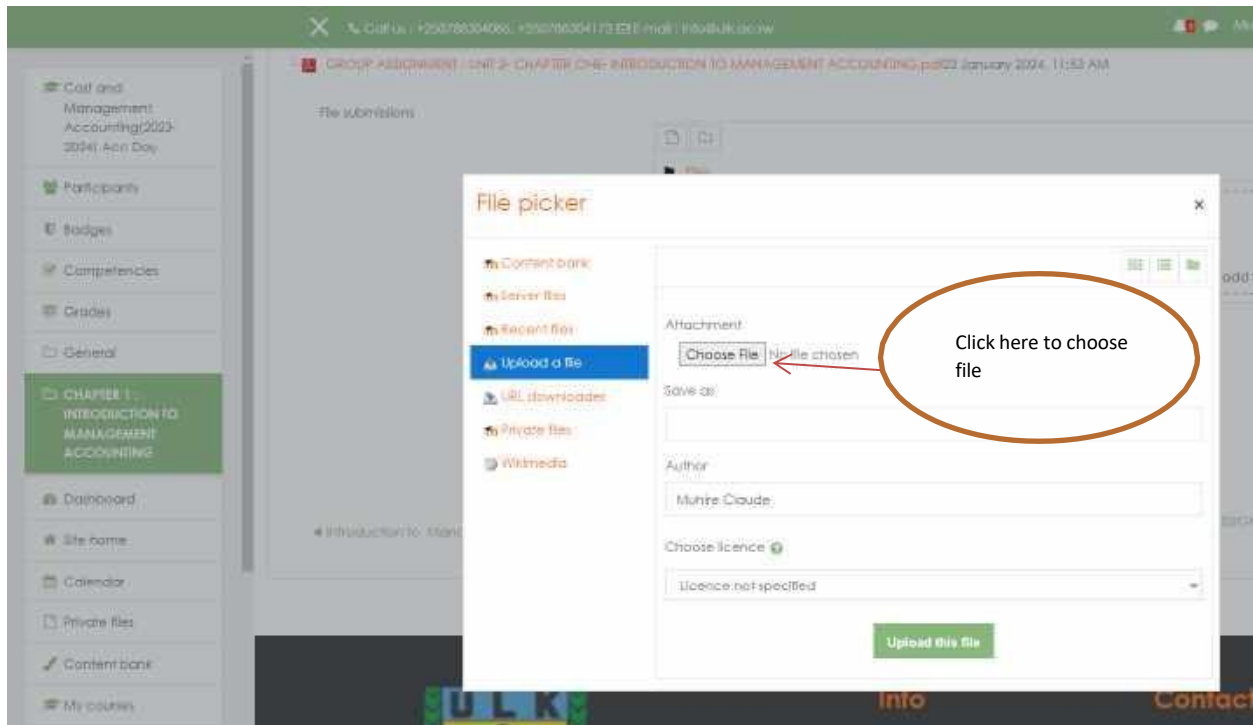 Call us : +250788304086, +250788304173 E-mail : info@ulk.ac.rw
GROUP ASSIGNMENT : UNIT 2- CHAPTER ONE- INTRODUCTION TO MANAGEMENT ACCOUNTING.pdf 22 January 2024, 11:53 AM
Cost and
Management
Accounting(2023-
2024) Acn Day
Participants
Badges
Competencies
Grades
General
CHAPTER 1 :
INTRODUCTION TO
MANAGEMENT
ACCOUNTING
Dashboard
Site home
Calendar
Private files
Content bank
My courses
File submissions
Files
File picker
Content bank
Server files
Recent files
Upload a file
URL downloader
Private files
Wikimedia
Attachment
Choose File No file chosen
Save as
Author
Munire Claude
Choose licence
Licence not specified
Upload this file
Click here to choose
file
add
Introduction to
ULK
Info
Contact